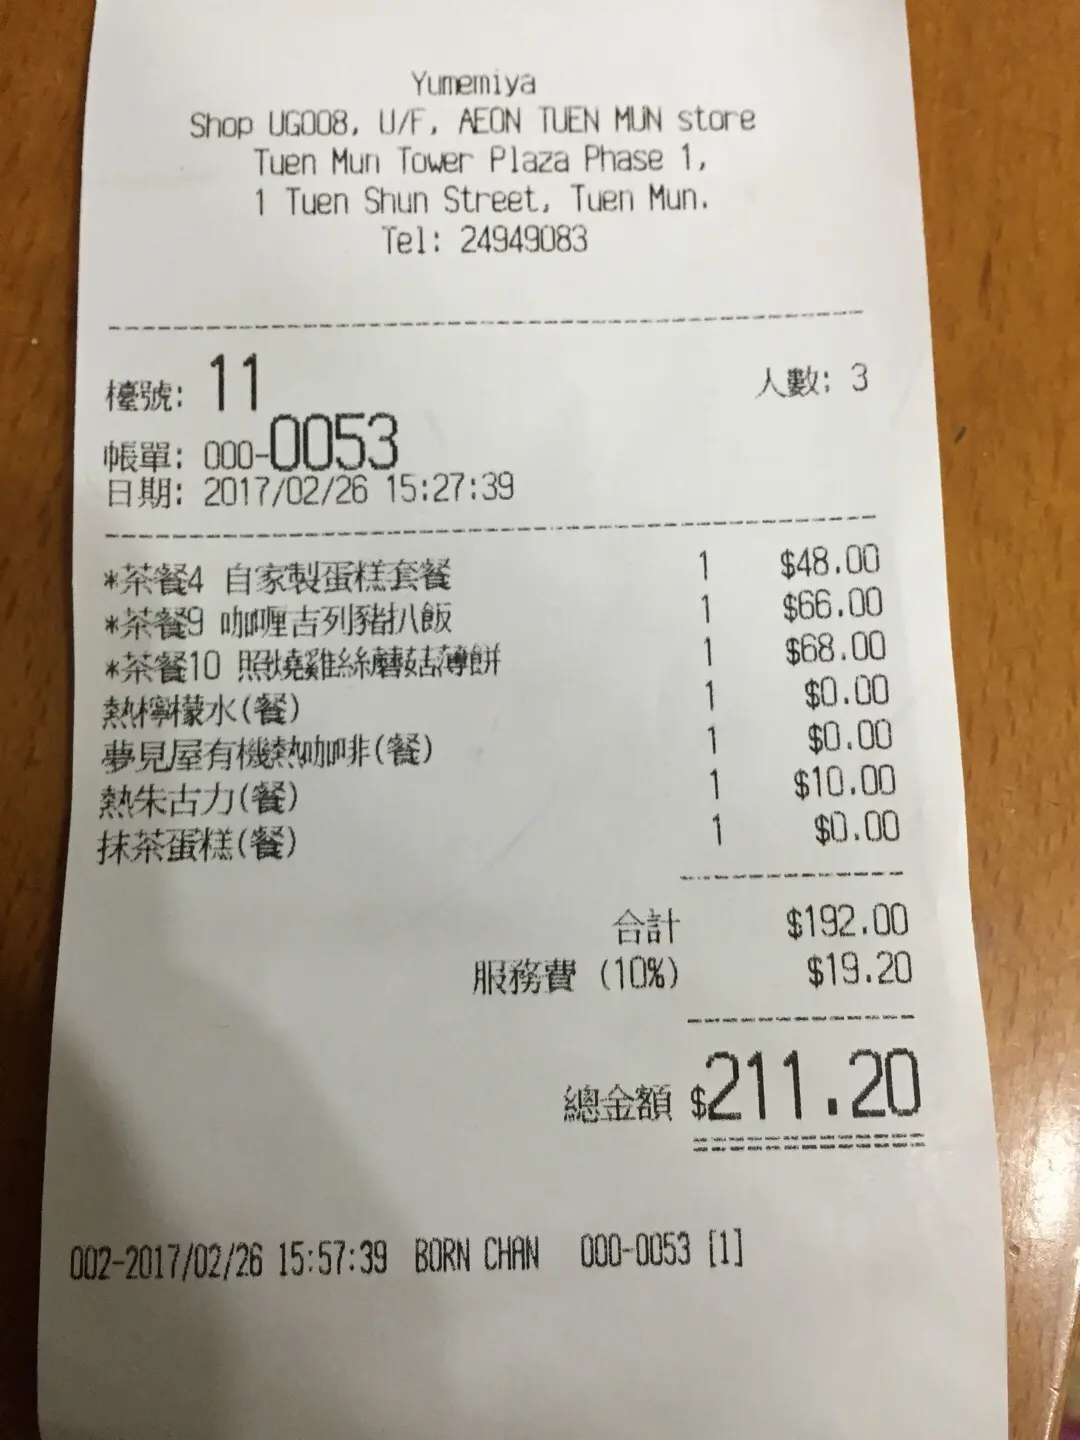 Yumemiya
Shop UG008, U/F, AEON TUEN MUN store
Tuen Mun Tower Plaza Phase 1,
1 Tuen Shun Street, Tuen Mun.
Tel: 24949083
檯號: 11 人數: 3
帳單: 000-0053
日期: 2017/02/26 15:27:39
*茶餐4 自家製蛋糕套餐 1 $48.00
*茶餐9 咖喱吉列豬扒飯 1 $66.00
*茶餐10 照燒雞絲蘑菇薄餅 1 $68.00
熱檸檬水(餐) 1 $0.00
夢見屋有機熱咖啡(餐) 1 $0.00
熱朱古力(餐) 1 $10.00
抹茶蛋糕(餐) 1 $0.00
合計 $192.00
服務費 (10%) $19.20
總金額 $211.20
002-2017/02/26 15:57:39 BORN CHAN 000-0053 [1]